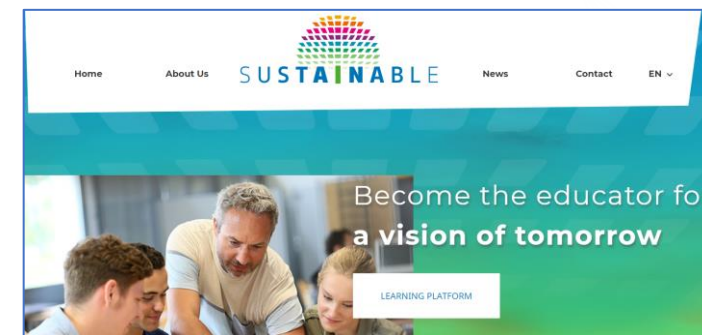 Home About Us SUSTAINABLE News Contact EN
Become the educator fo
a vision of tomorrow
LEARNING PLATFORM